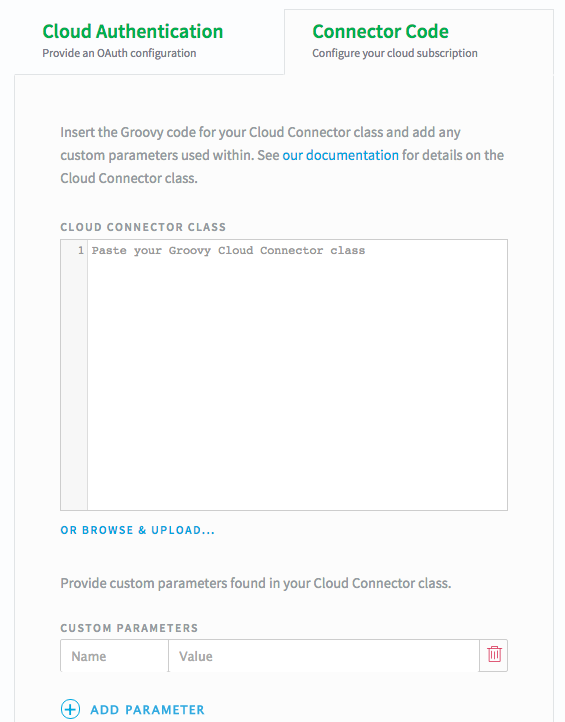 Cloud Authentication
Provide an OAuth configuration
Connector Code
Configure your cloud subscription
Insert the Groovy code for your Cloud Connector class and add any
custom parameters used within. See our documentation for details on the
Cloud Connector class.
CLOUD CONNECTOR CLASS
1 Paste your Groovy Cloud Connector class
OR BROWSE & UPLOAD...
Provide custom parameters found in your Cloud Connector class.
CUSTOM PARAMETERS
Name Value
ADD PARAMETER